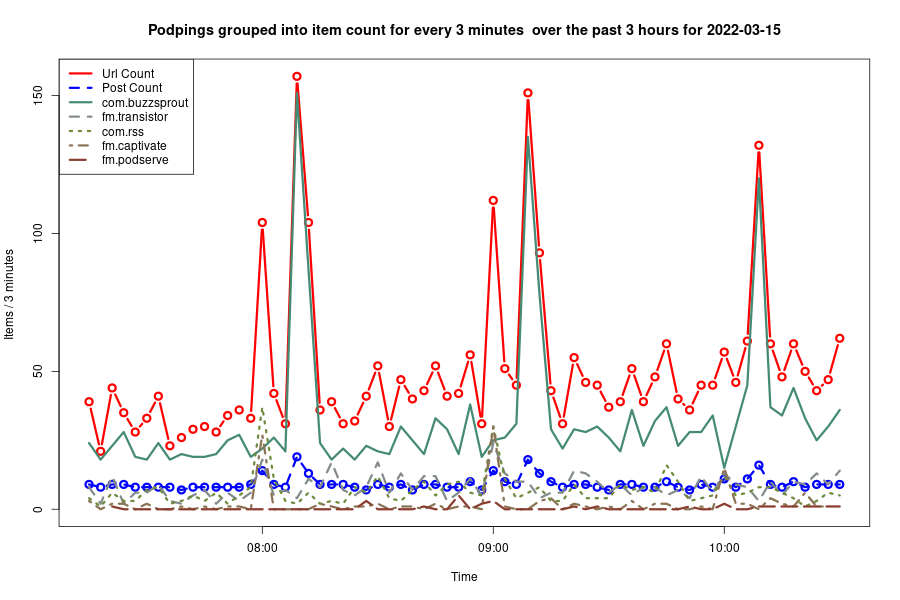 Podpings grouped into item count for every 3 minutes  over the past 3 hours for 2022-03-15
Url Count
Post Count
com.buzzsprout
fm.transistor
com.rss
fm.captivate
fm.podserve
150
100
50
0
Items / 3 minutes
08:00
09:00
10:00
Time